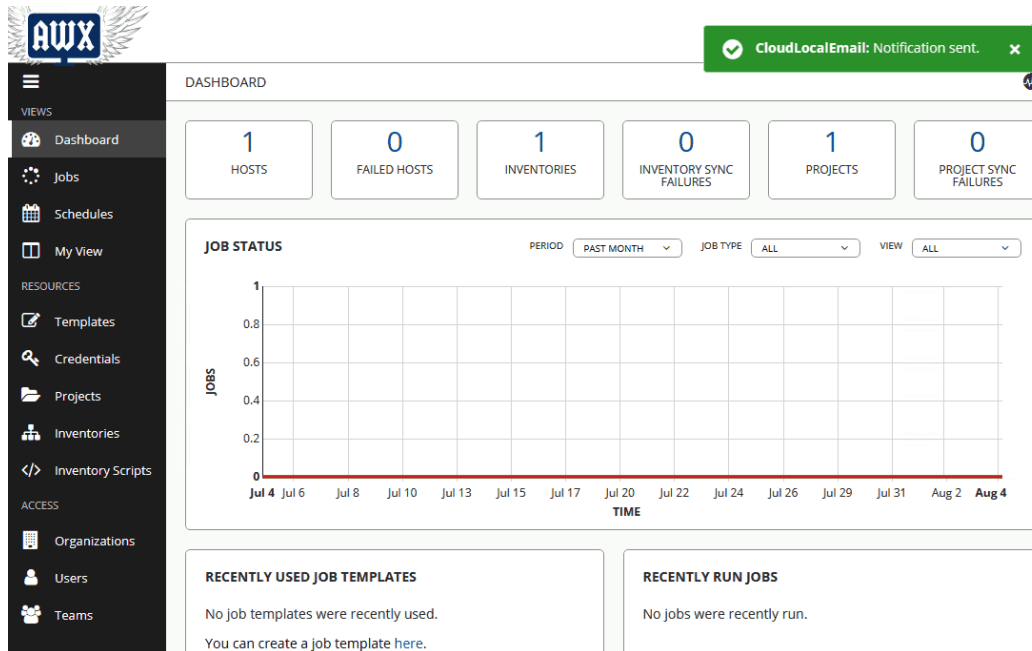 AWX
CloudLocalEmail: Notification sent.
DASHBOARD
VIEWS
Dashboard
Jobs
Schedules
My View
RESOURCES
Templates
Credentials
Projects
Inventories
Inventory Scripts
ACCESS
Organizations
Users
Teams
1
HOSTS
0
FAILED HOSTS
1
INVENTORIES
0
INVENTORY SYNC
FAILURES
1
PROJECTS
0
PROJECT SYNC
FAILURES
JOB STATUS
PERIOD PAST MONTH JOB TYPE ALL VIEW ALL
1
0.8
0.6
0.4
0.2
0
JOBS
Jul 4 Jul 6 Jul 8 Jul 10 Jul 13 Jul 15 Jul 17 Jul 20 Jul 22 Jul 24 Jul 26 Jul 29 Jul 31 Aug 2 Aug 4
TIME
RECENTLY USED JOB TEMPLATES
No job templates were recently used.
You can create a job template here.
RECENTLY RUN JOBS
No jobs were recently run.